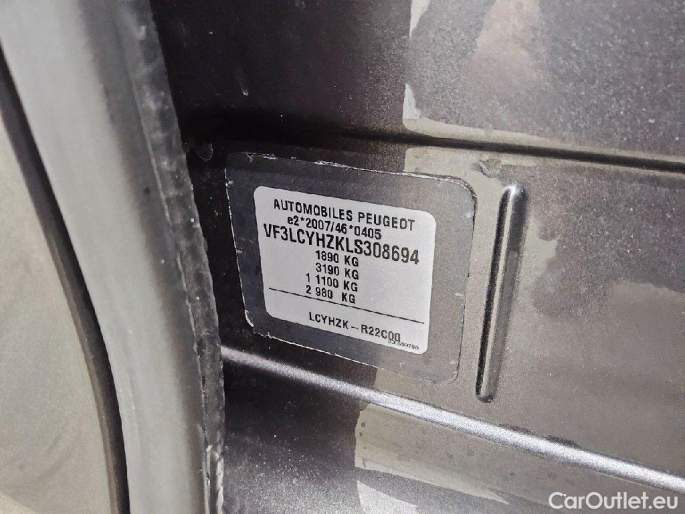 AUTOMOBILES PEUGEOT
e2*2007/46*0405
VF3LCYHZKLS308694
1890 KG
3190 KG
1 1100 KG
2 980 KG
LCYHZK-R22C00
CarOutlet.eu